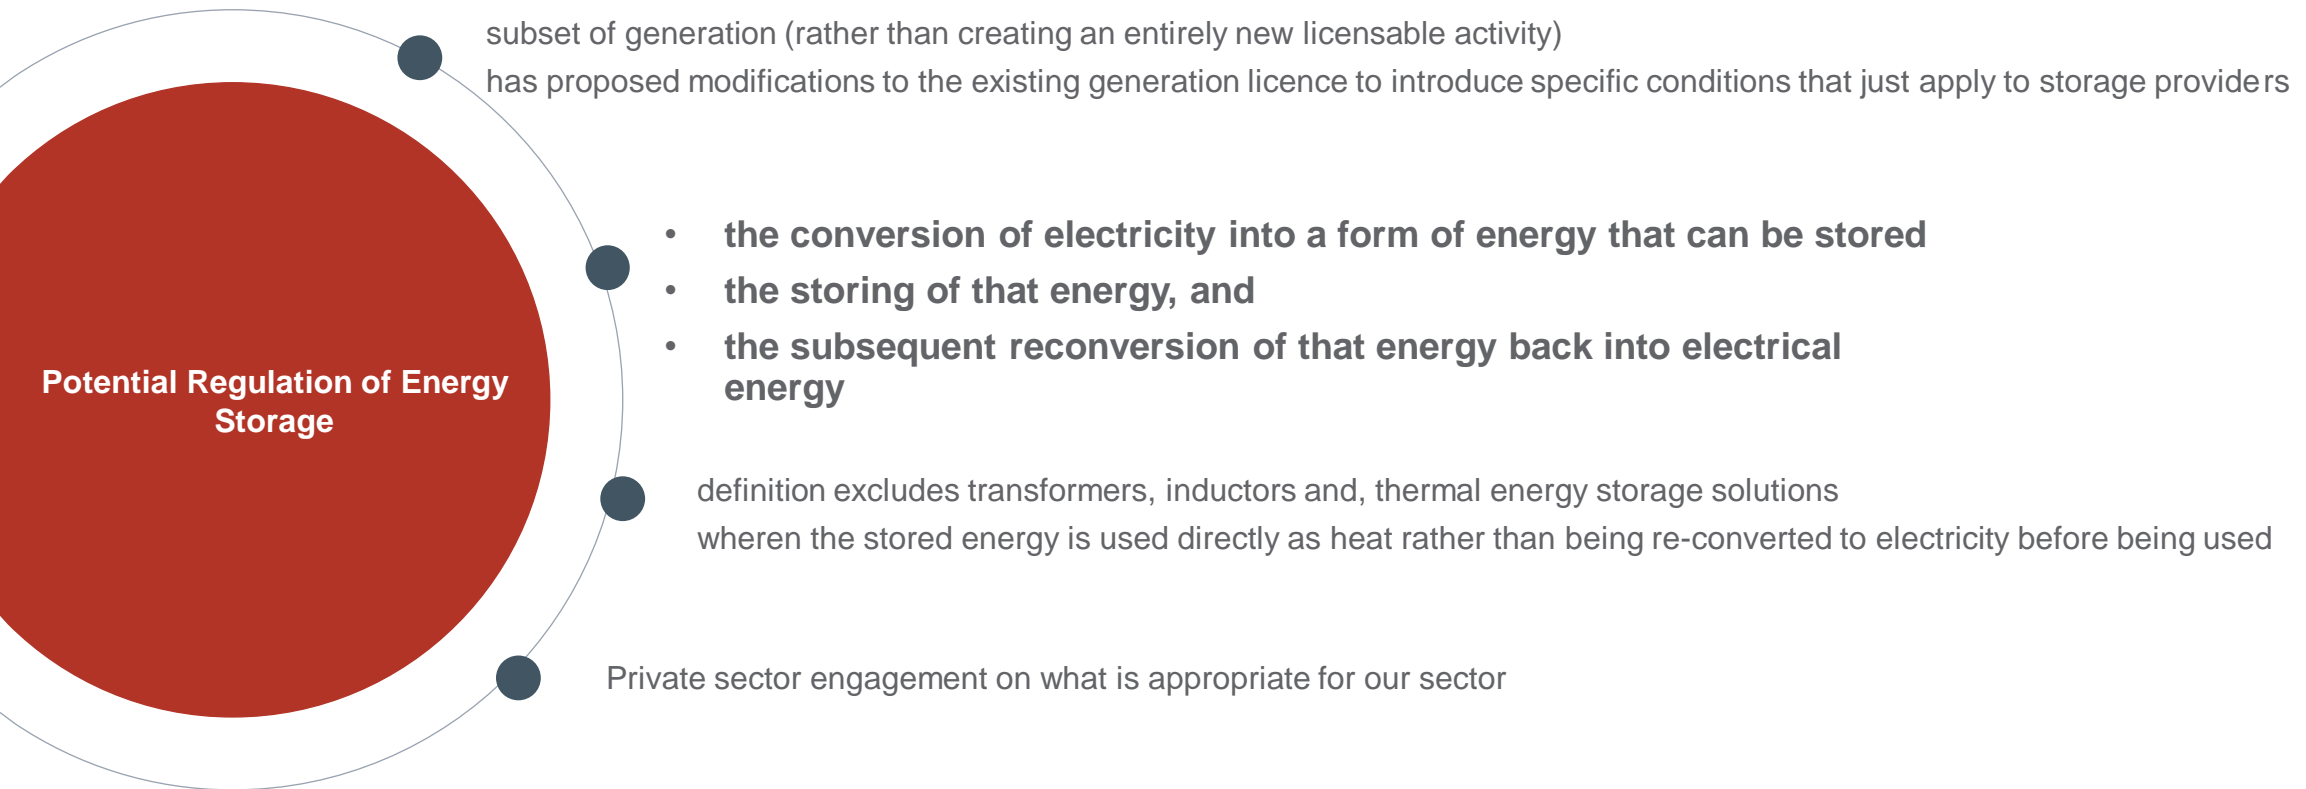 subset of generation (rather than creating an entirely new licensable activity)
has proposed modifications to the existing generation licence to introduce specific conditions that just apply to storage providers
• the conversion of electricity into a form of energy that can be stored
• the storing of that energy, and
• the subsequent reconversion of that energy back into electrical
energy
Potential Regulation of Energy
Storage
definition excludes transformers, inductors and, thermal energy storage solutions
wheren the stored energy is used directly as heat rather than being re-converted to electricity before being used
Private sector engagement on what is appropriate for our sector